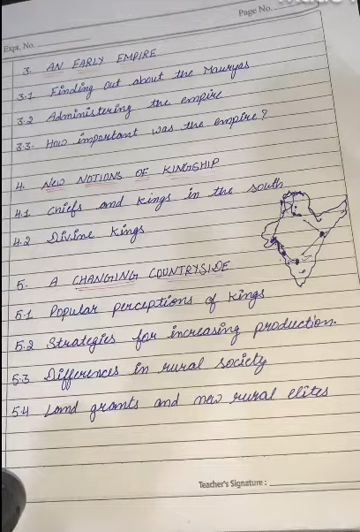 Page No.
Expt. No.
3. AN EARLY EMPIRE
3.1 Finding out about the Mauryas
3.2 Administering the empire
3.3. How important was the empire?
4. NEW NOTIONS OF KINGSHIP
4.1 Chiefs and kings in the south
4.2 Divine Kings
5. A CHANGING COUNTRYSIDE
5.1 Popular perceptions of kings
5.2 Strategies for increasing production.
5.3 Differences in rural society
5.4 Land grants and new rural elites
Teacher's Signature :